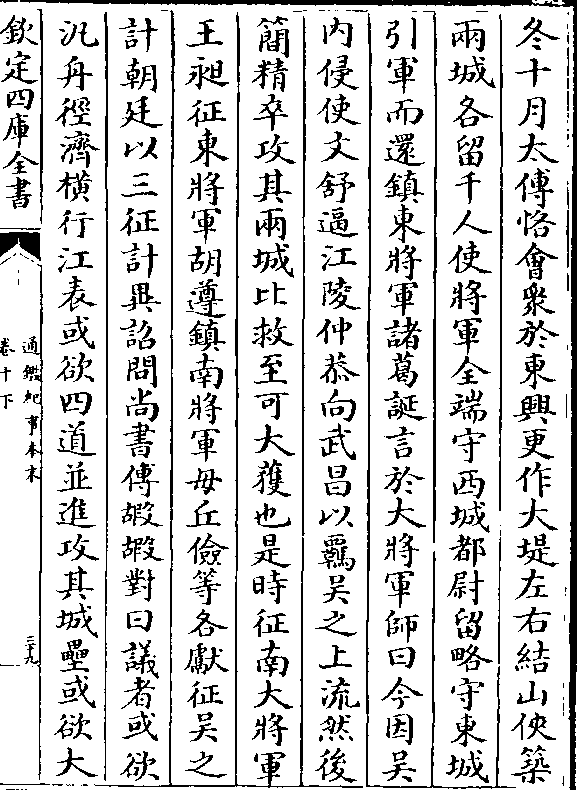 冬十月太傅恪會衆於東興更作大堤左右結山俠築
兩城各留千人使將軍全端守西城都尉留略守東城
引軍而還鎮東將軍諸葛誕言於大將軍師曰今因吳
内侵使文舒逼江陵仲恭向武昌以羈吳之上流然後
簡精卒攻其兩城比救至可大獲也是時征南大將軍
王昶征東將軍胡遵鎮南將軍毋丘儉等各獻征吳之
計朝廷以三征計異詔問尚書傅嘏嘏對曰議者或欲
汎舟徑濟橫行江表或欲四道並進攻其城壘或欲大
欽定四庫全書
通鑑紀事本末
卷十下
三十九